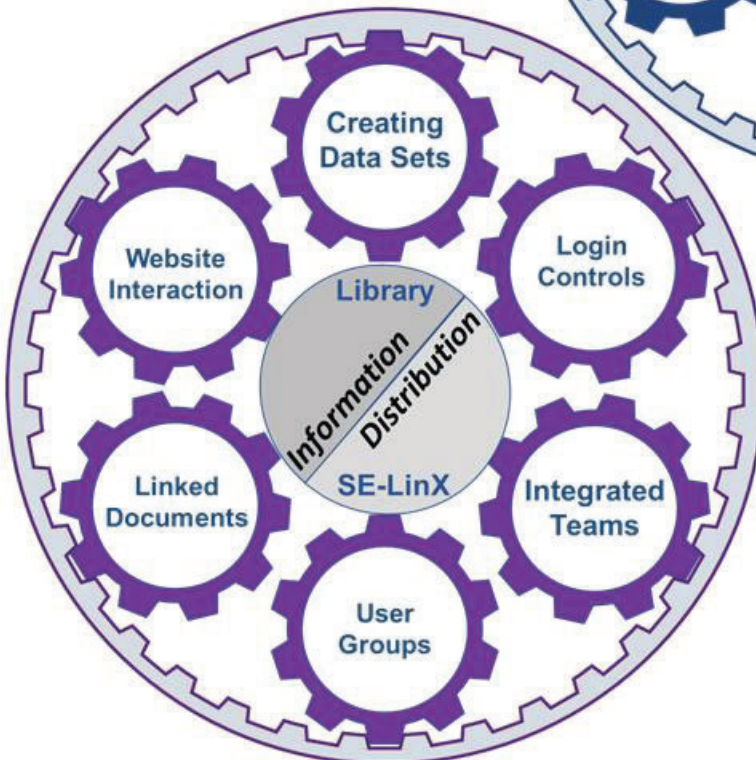 Creating
Data Sets
Website
Interaction
Login
Controls
Library
Information
Distribution
SE-LinX
Linked
Documents
Integrated
Teams
User
Groups